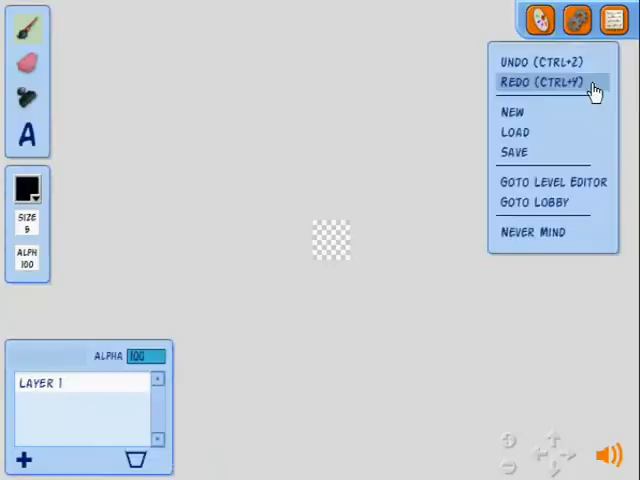 A
SIZE
5
ALPH
100
UNDO (CTRL+Z)
REDO (CTRL+Y)
NEW
LOAD
SAVE
GOTO LEVEL EDITOR
GOTO LOBBY
NEVER MIND
ALPHA 100
LAYER 1